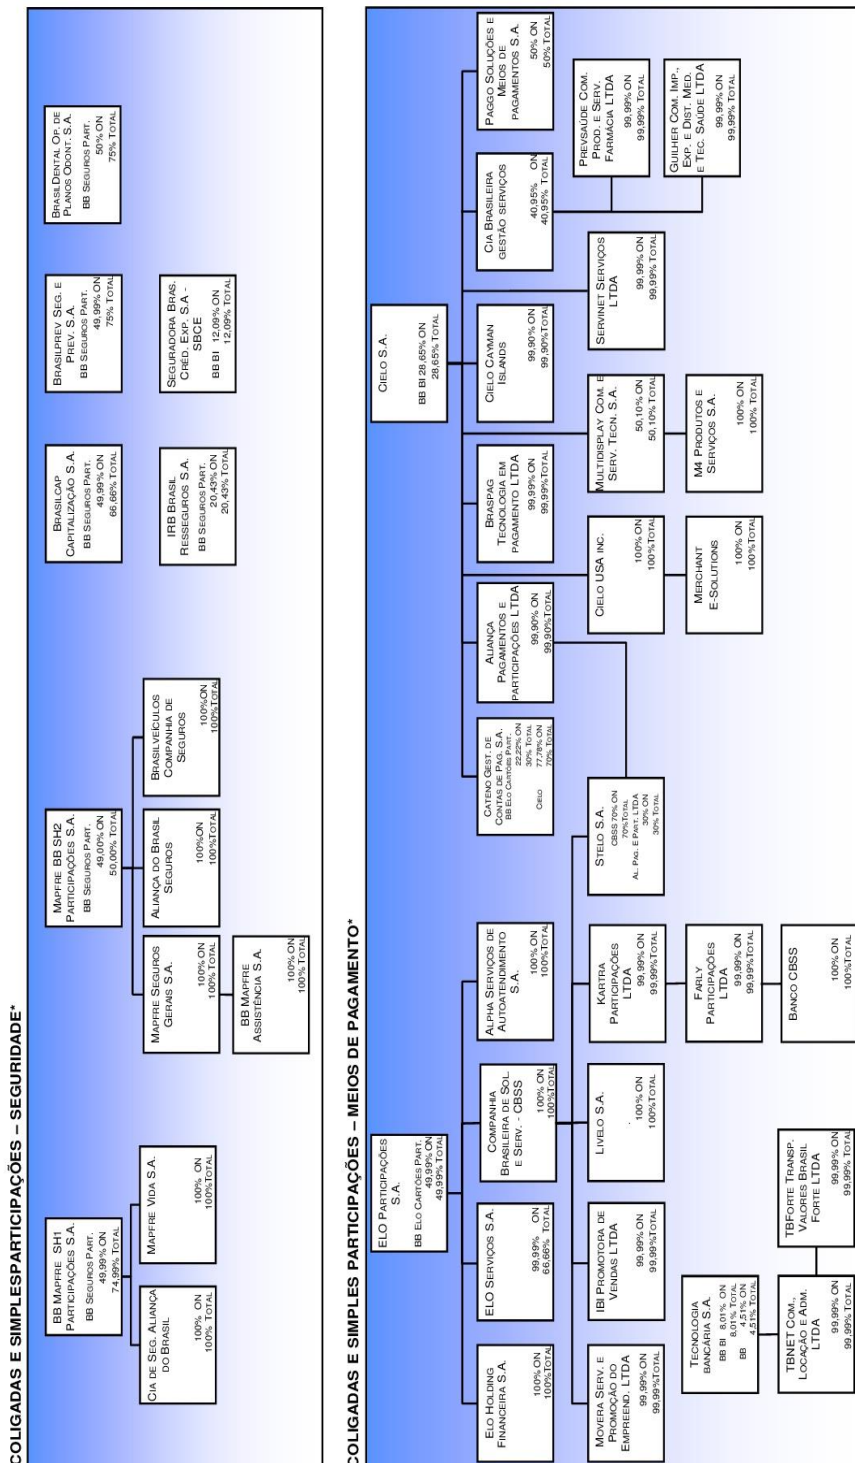 COLIGADAS E SIMPLESPARTICIPAÇÕES – SEGURIDADE*
BB MAPFRE SH1
PARTICIPAÇÕES S.A.
BB SEGUROS PART.
49,99% ON
74,99% TOTAL
CIA DE SEG. ALIANÇA
DO BRASIL
100% ON
100% TOTAL
MAPFRE VIDA S.A.
100% ON
100%TOTAL
MAPFRE BB SH2
PARTICIPAÇÕES S.A.
BB SEGUROS PART.
49,00% ON
50,00% TOTAL
MAPFRE SEGUROS
GERAIS S.A.
100% ON
100% TOTAL
BB MAPFRE
ASSISTÊNCIA S.A.
100% ON
100% TOTAL
ALIANÇA DO BRASIL
SEGUROS
100%ON
100%TOTAL
BRASILVEÍCULOS
COMPANHIA DE
SEGUROS
100%ON
100%TOTAL
BRASILCAP
CAPITALIZAÇÃO S.A.
BB SEGUROS PART.
49,99% ON
66,66% TOTAL
BRASILPREV SEG. E
PREV. S.A.
BB SEGUROS PART.
49,99% ON
75% TOTAL
BRASILDENTAL OP. DE
PLANOS ODONT. S.A.
BB SEGUROS PART.
50% ON
75% TOTAL
IRB BRASIL
RESSEGUROS S.A.
BB SEGUROS PART.
20,43% ON
20,43% TOTAL
SEGURADORA BRAS.
CRÉD. EXP. S.A -
SBCE
BB BI 12,09% ON
12,09% TOTAL
COLIGADAS E SIMPLES PARTICIPAÇÕES – MEIOS DE PAGAMENTO*
ELO PARTICIPAÇÕES
S.A.
BB ELO CARTÕES PART.
49,99% ON
49,99% TOTAL
ELO HOLDING
FINANCEIRA S.A.
100% ON
100%TOTAL
ELO SERVIÇOS S.A.
99,99% ON
66,66% TOTAL
COMPANHIA
BRASILEIRA DE SOL.
E SERV. - CBSS
100% ON
100%TOTAL
ALPHA SERVIÇOS DE
AUTOATENDIMENTO
S.A.
100% ON
100%TOTAL
MOVERA SERV. E
PROMOÇÃO DO
EMPREEND. LTDA
99,99% ON
99,99%TOTAL
IBI PROMOTORA DE
VENDAS LTDA
99,99% ON
99,99%TOTAL
LIVELO S.A.
100% ON
100%TOTAL
KARTRA
PARTICIPAÇÕES
LTDA
99,99% ON
99,99%TOTAL
STELO S.A.
CBSS 70% ON
70%TOTAL
AL. PAG. E PART. LTDA
30% ON
30% TOTAL
FARLY
PARTICIPAÇÕES
LTDA
99,99% ON
99,99%TOTAL
BANCO CBSS
100% ON
100%TOTAL
TECNOLOGIA
BANCÁRIA S.A.
BB BI 8,01% ON
8,01% TOTAL
BB 4,51% ON
4,51% TOTAL
TBNET COM.,
LOCAÇÃO E ADM.
LTDA
99,99% ON
99,99% TOTAL
TBFORTE TRANSP.
VALORES BRASIL
FORTE LTDA
99,99% ON
99,99% TOTAL
CIELO S.A.
BB BI 28,65% ON
28,65% TOTAL
CATENO GEST. DE
CONTAS DE PAG. S.A.
BB ELO CARTÕES PART.
22,22% ON
30% TOTAL
CIELO 77,78% ON
70% TOTAL
ALIANÇA
PAGAMENTOS E
PARTICIPAÇÕES LTDA
99,90% ON
99,90%TOTAL
BRASPAG
TECNOLOGIA EM
PAGAMENTO LTDA
99,99% ON
99,99%TOTAL
CIELO CAYMAN
ISLANDS
99,90% ON
99,90%TOTAL
CIA BRASILEIRA
GESTÃO SERVIÇOS
40,95% ON
40,95% TOTAL
PAGGO SOLUÇÕES E
MEIOS DE
PAGAMENTOS S.A.
50% ON
50% TOTAL
CIELO USA INC.
100% ON
100%TOTAL
MERCHANT
E-SOLUTIONS
100% ON
100%TOTAL
MULTIDISPLAY COM. E
SERV. TECN. S.A.
50,10% ON
50,10% TOTAL
M4 PRODUTOS E
SERVIÇOS S.A.
100% ON
100% TOTAL
SERVINET SERVIÇOS
LTDA
99,99% ON
99,99% TOTAL
PREVSAÚDE COM.
PROD. E SERV.
FARMÁCIA LTDA
99,99% ON
99,99% TOTAL
GUILHER COM. IMP.,
EXP. E DIST. MED.
E TEC. SAÚDE LTDA
99,99% ON
99,99% TOTAL